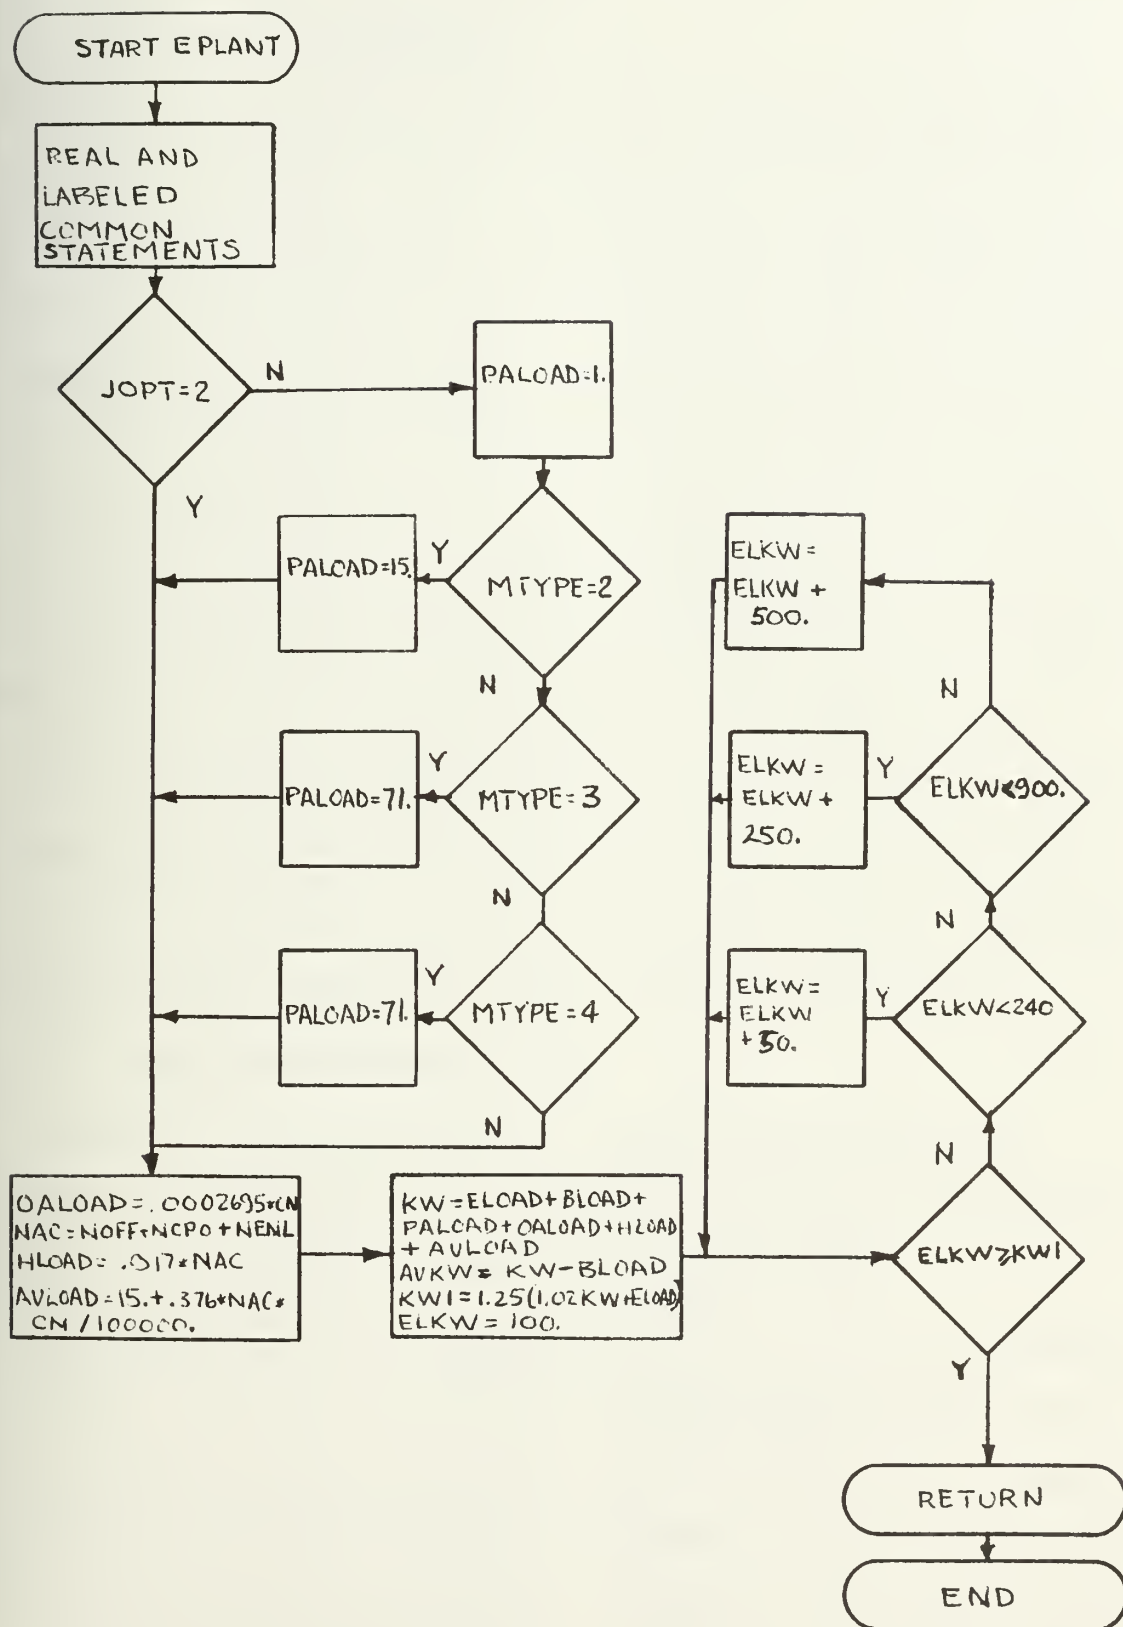 START EPLANT
REAL AND
LABELED
COMMON
STATEMENTS
JOPT=2
N
Y
PALOAD=1.
MTYPE=2
Y
PALOAD=15.
N
MTYPE=3
Y
PALOAD=71.
N
MTYPE=4
Y
PALOAD=71.
N
OALOAD=.0002695*CN
NAC=NOFF+NCPO+NENL
HLOAD=.017*NAC
AVLOAD=15.+.376*NAC*
CN/100000.
KW=ELOAD+BLOAD+
PALOAD+OALOAD+HLOAD
+AVLOAD
AVKW=KW-BLOAD
KW1=1.25(1.02KW+ELOAD)
ELKW=100.
ELKW≥KW1
N
Y
ELKW<240
Y
N
ELKW=
ELKW
+50.
ELKW<900.
Y
N
ELKW=
ELKW+
250.
ELKW=
ELKW+
500.
RETURN
END